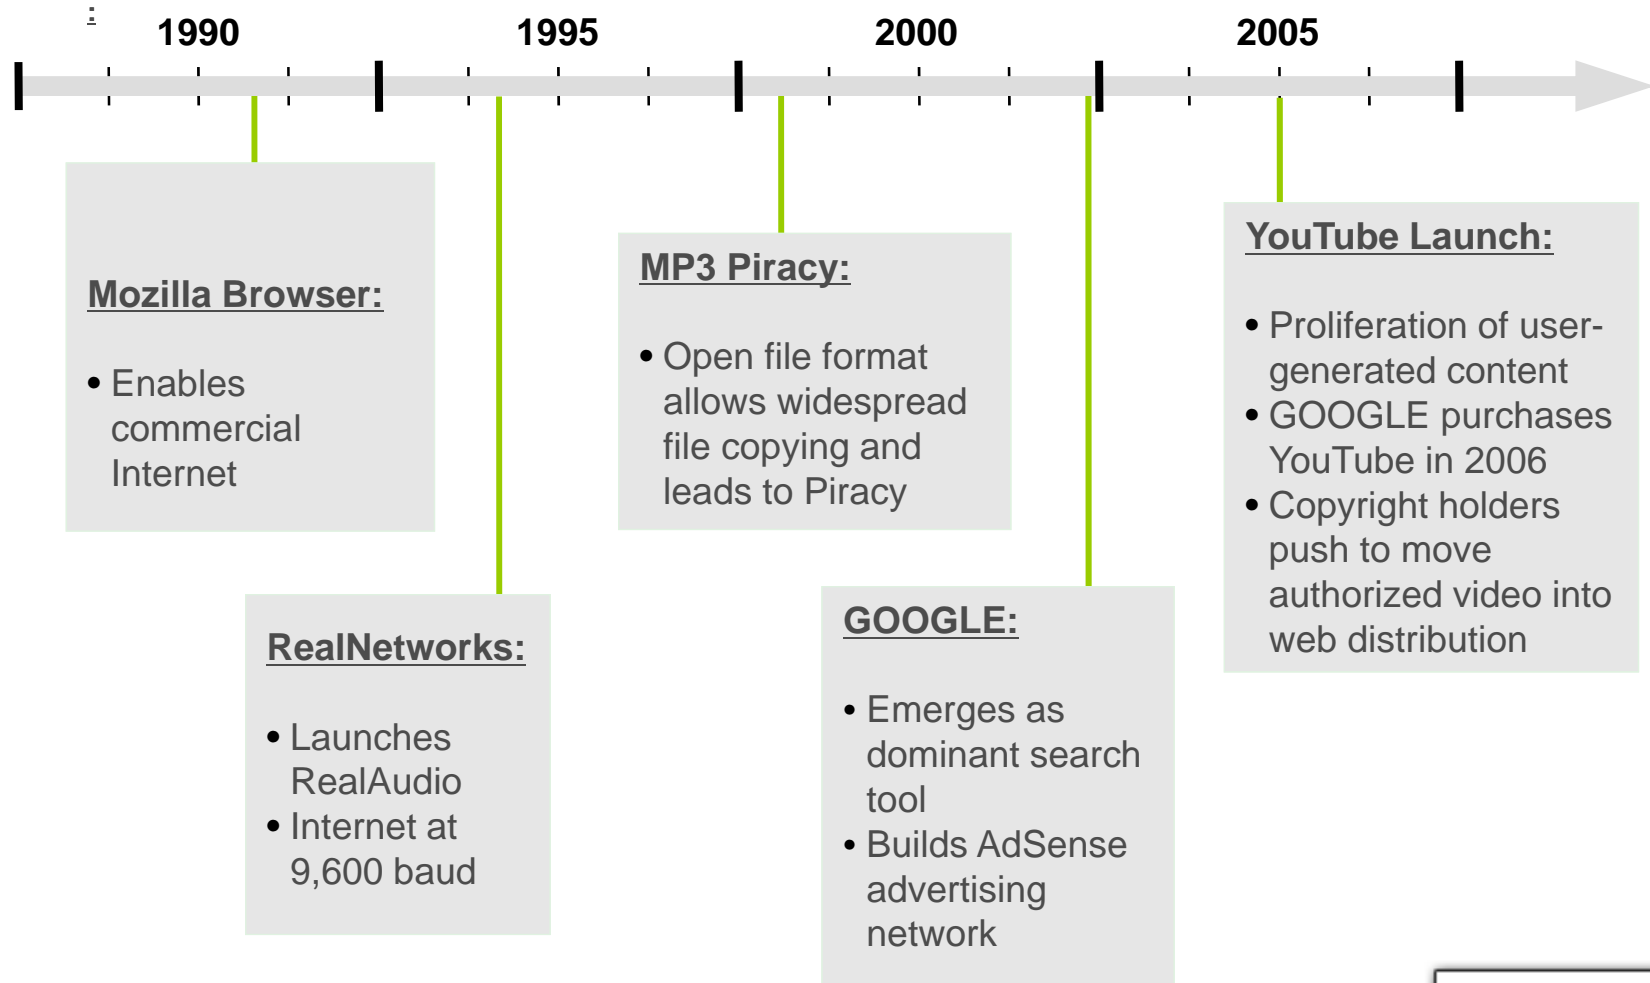 :
1990 1995 2000 2005
Mozilla Browser:
• Enables
commercial
Internet
RealNetworks:
• Launches
RealAudio
• Internet at
9,600 baud
MP3 Piracy:
• Open file format
allows widespread
file copying and
leads to Piracy
GOOGLE:
• Emerges as
dominant search
tool
• Builds AdSense
advertising
network
YouTube Launch:
• Proliferation of user-
generated content
• GOOGLE purchases
YouTube in 2006
• Copyright holders
push to move
authorized video into
web distribution